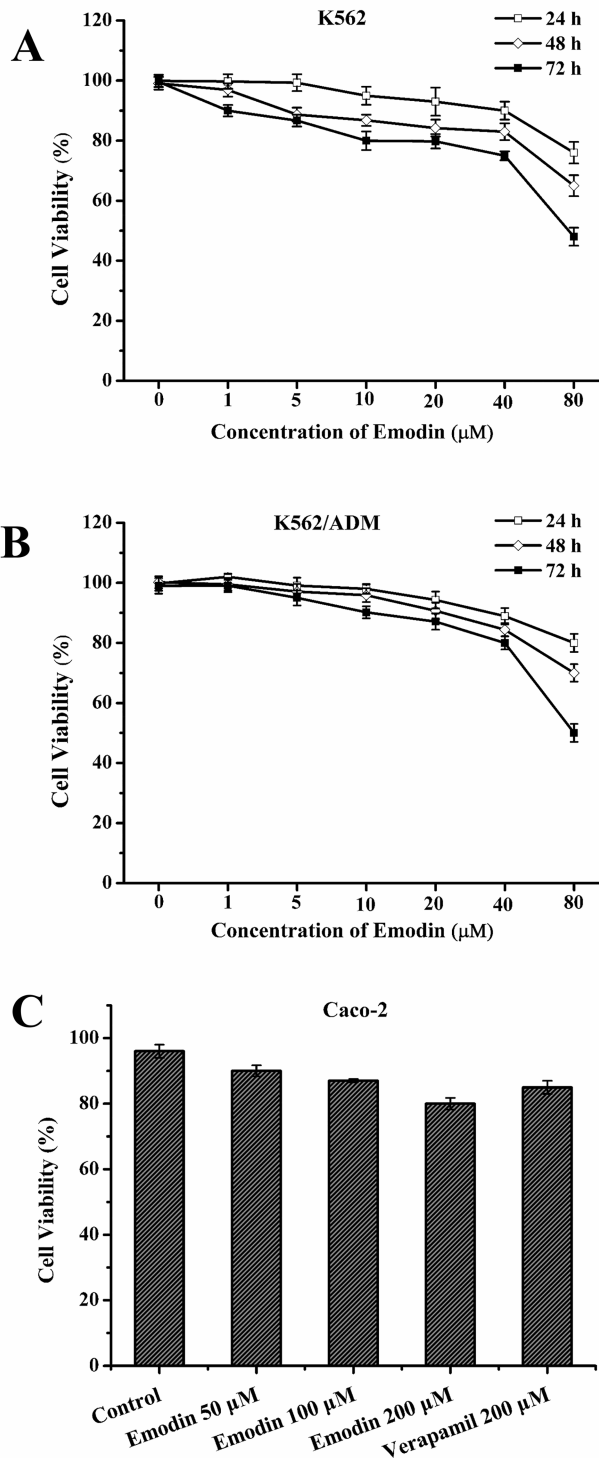 A
K562
24 h
48 h
72 h
120
100
80
60
40
20
0
Cell Viability (%)
0 1 5 10 20 40 80
Concentration of Emodin (μM)
B
K562/ADM
24 h
48 h
72 h
120
100
80
60
40
20
0
Cell Viability (%)
0 1 5 10 20 40 80
Concentration of Emodin (μM)
C
Caco-2
100
80
60
40
20
0
Cell Viability (%)
Control
Emodin 50 μM
Emodin 100 μM
Emodin 200 μM
Verapamil 200 μM